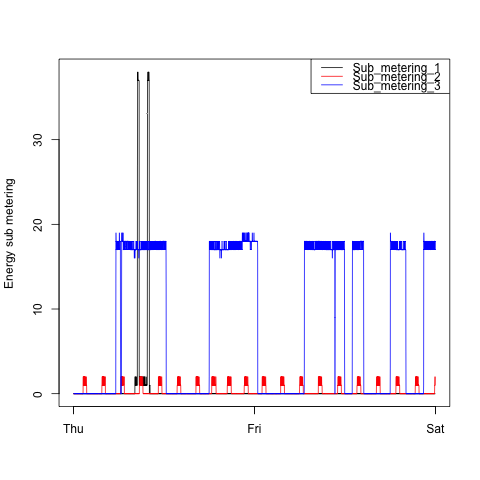 Sub_metering_1
Sub_metering_2
Sub_metering_3
Energy sub metering
30
20
10
0
Thu Fri Sat